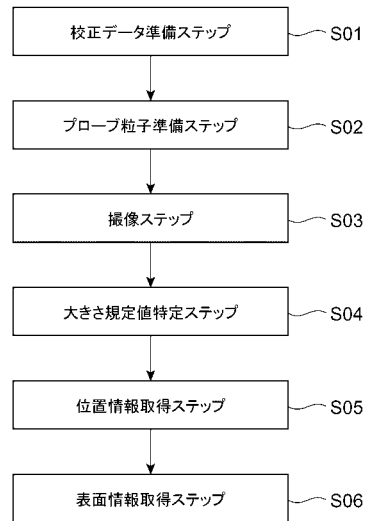 校正データ準備ステップ S01
プローブ粒子準備ステップ S02
撮像ステップ S03
大きさ規定値特定ステップ S04
位置情報取得ステップ S05
表面情報取得ステップ S06